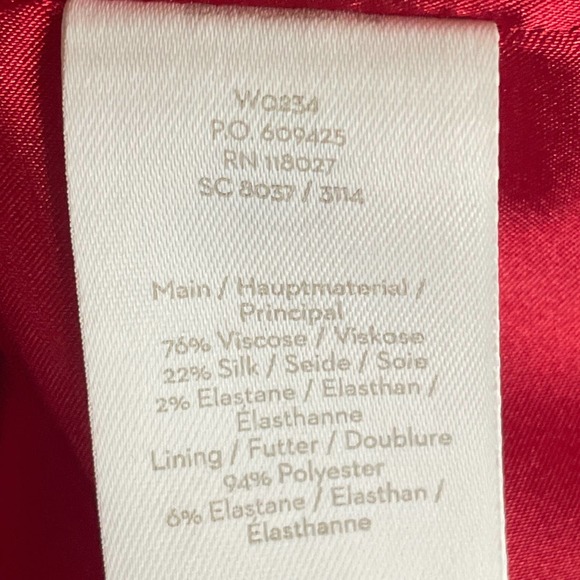 W0234
P.O. 609425
RN 118027
SC 8037 / 3114
Main / Hauptmaterial /
Principal
76% Viscose / Viskose
22% Silk / Seide / Soie
2% Elastane / Elasthan /
Élasthanne
Lining / Futter / Doublure
94% Polyester
6% Elastane / Elasthan /
Élasthanne